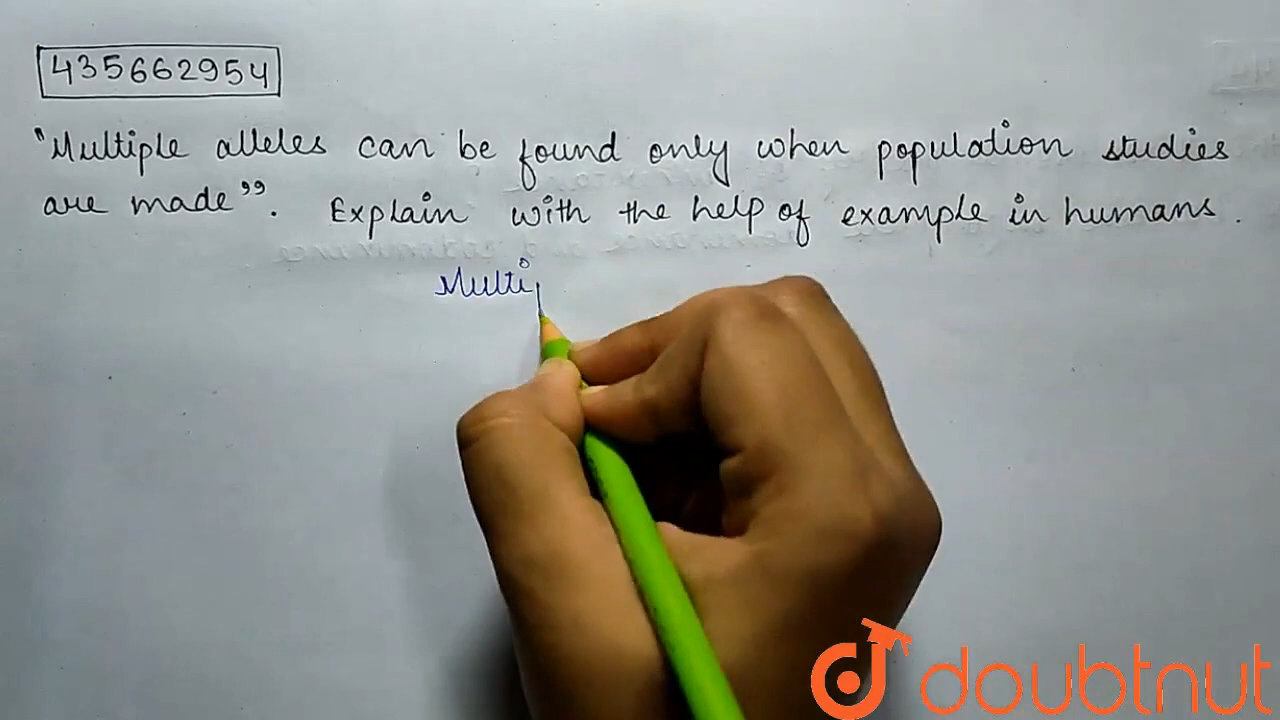 435662954
"Multiple alleles can be found only when population studies
are made". Explain with the help of example in humans.
Multip
doubtnut